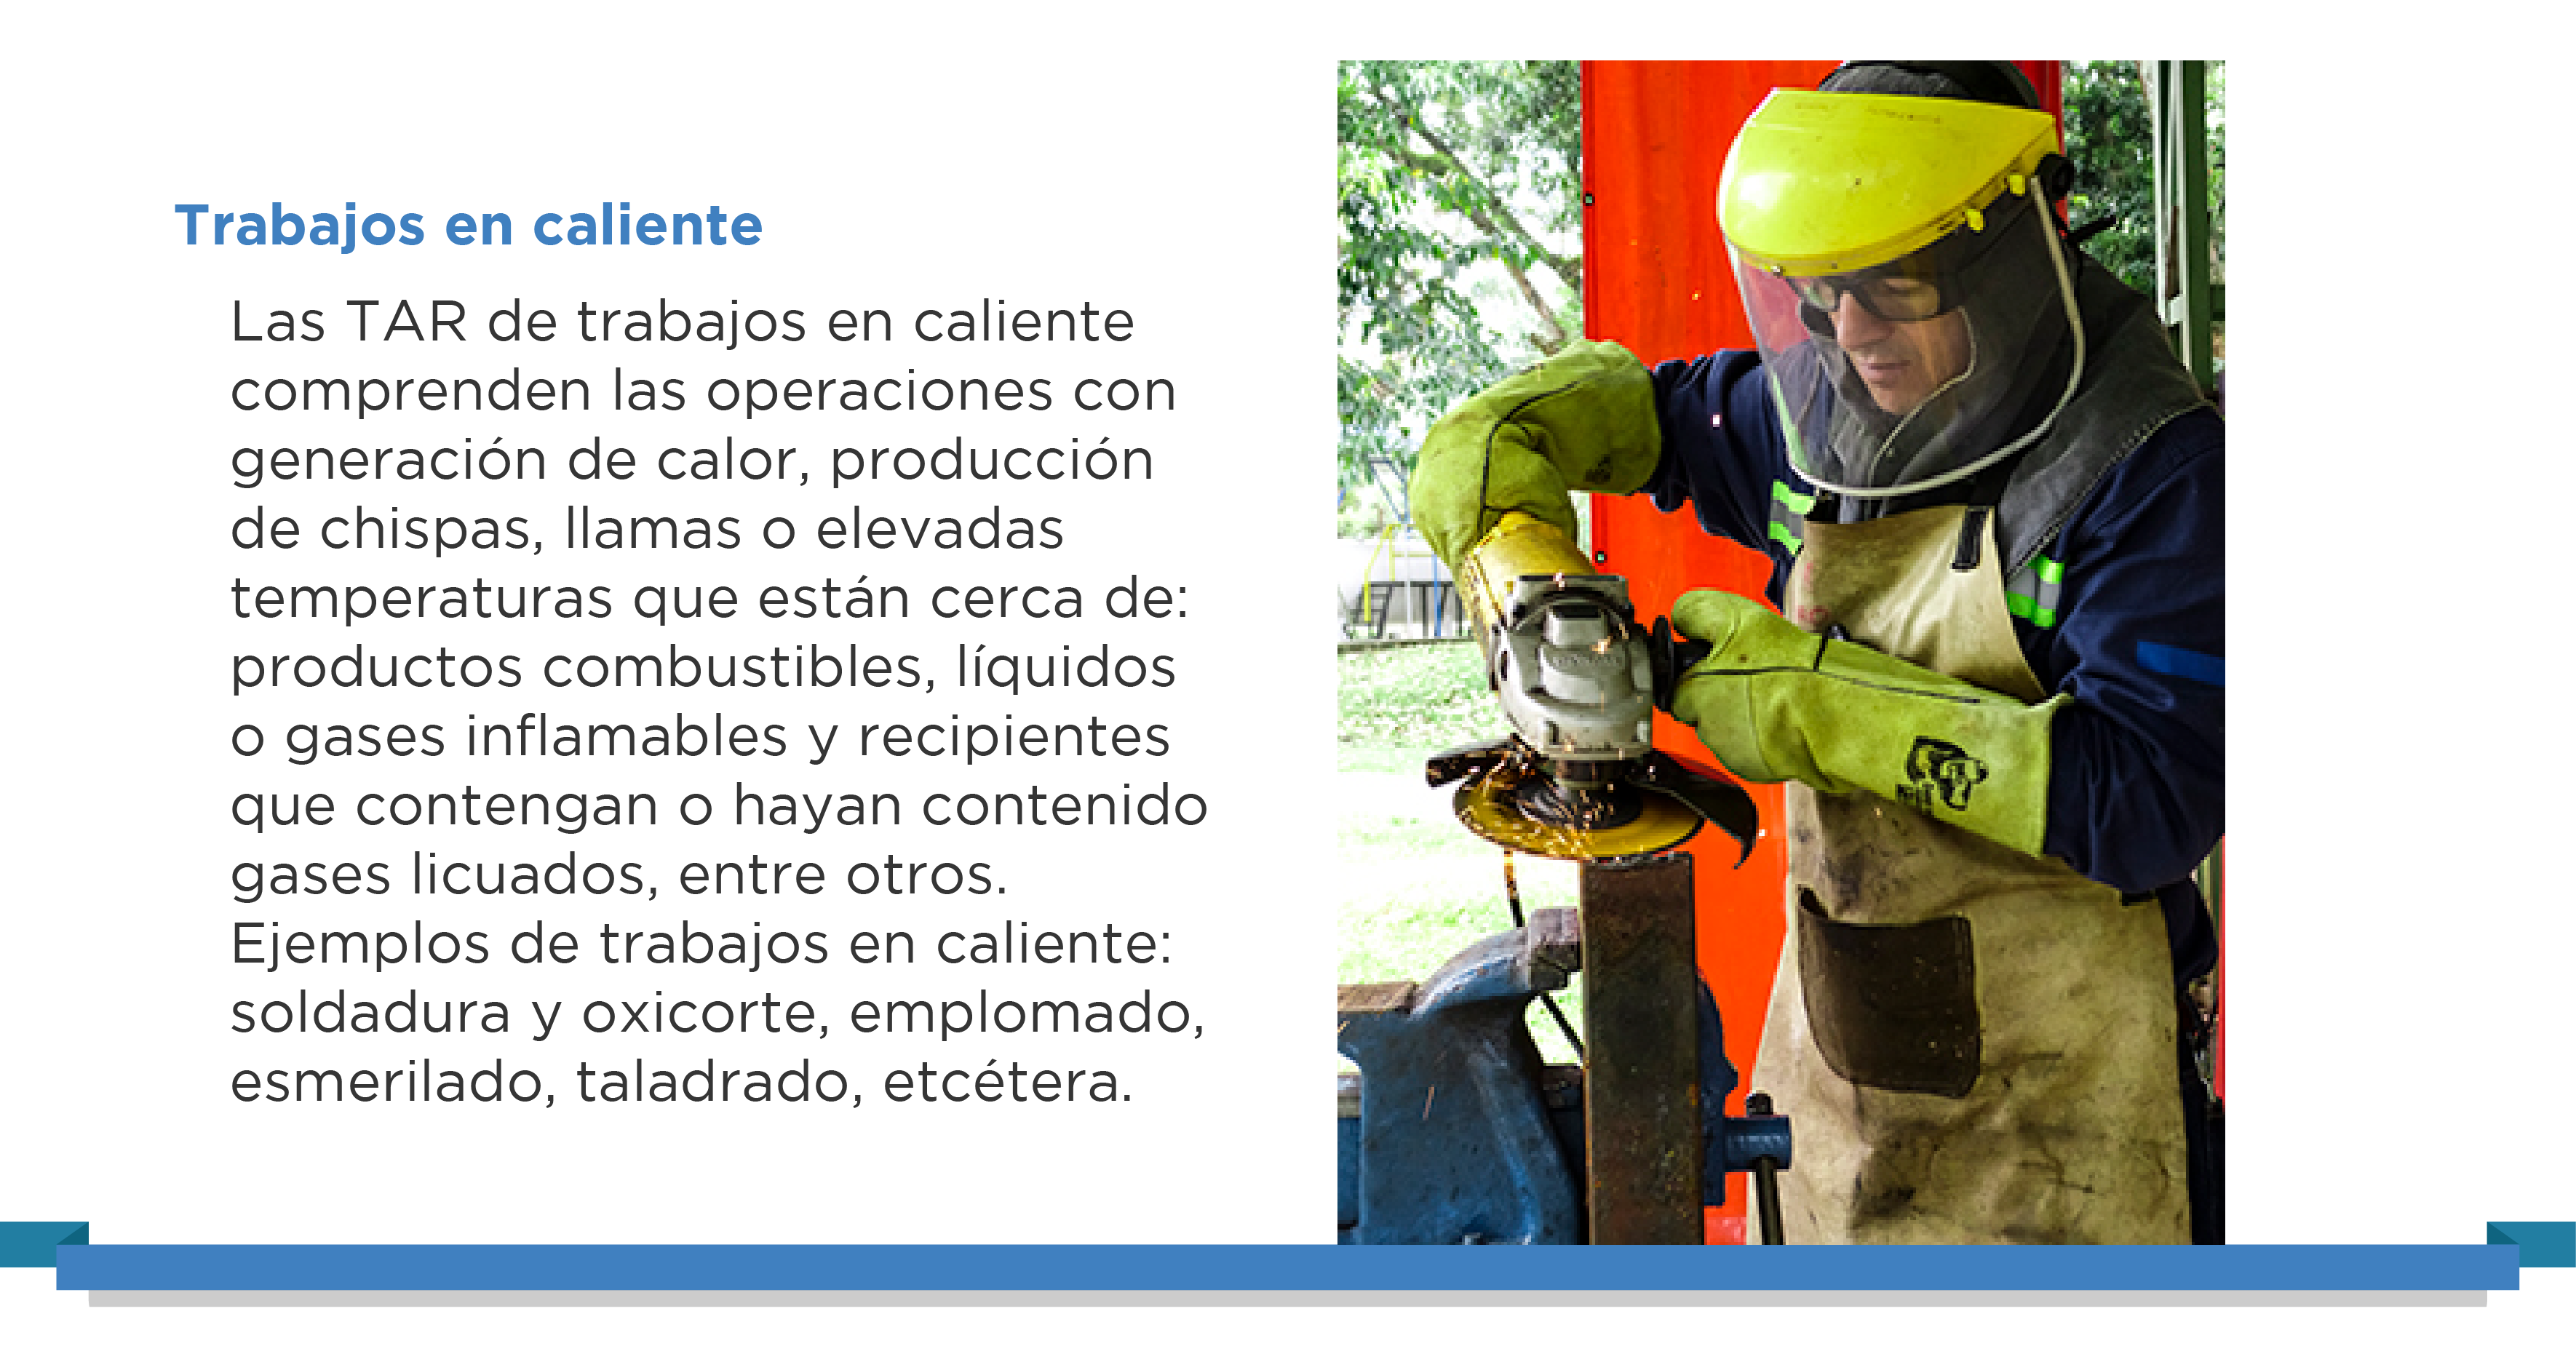 Trabajos en caliente
Las TAR de trabajos en caliente
comprenden las operaciones con
generación de calor, producción
de chispas, llamas o elevadas
temperaturas que están cerca de:
productos combustibles, líquidos
o gases inflamables y recipientes
que contengan o hayan contenido
gases licuados, entre otros.
Ejemplos de trabajos en caliente:
soldadura y oxicorte, emplomado,
esmerilado, taladrado, etcétera.